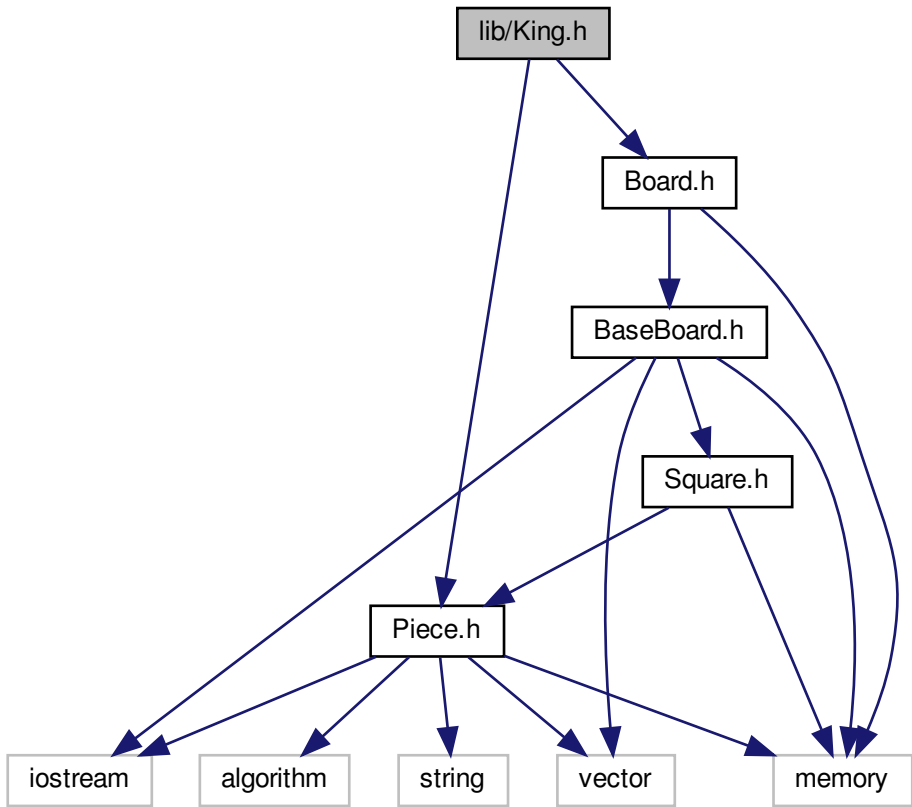 lib/King.h
Board.h
BaseBoard.h
Square.h
Piece.h
iostream
algorithm
string
vector
memory